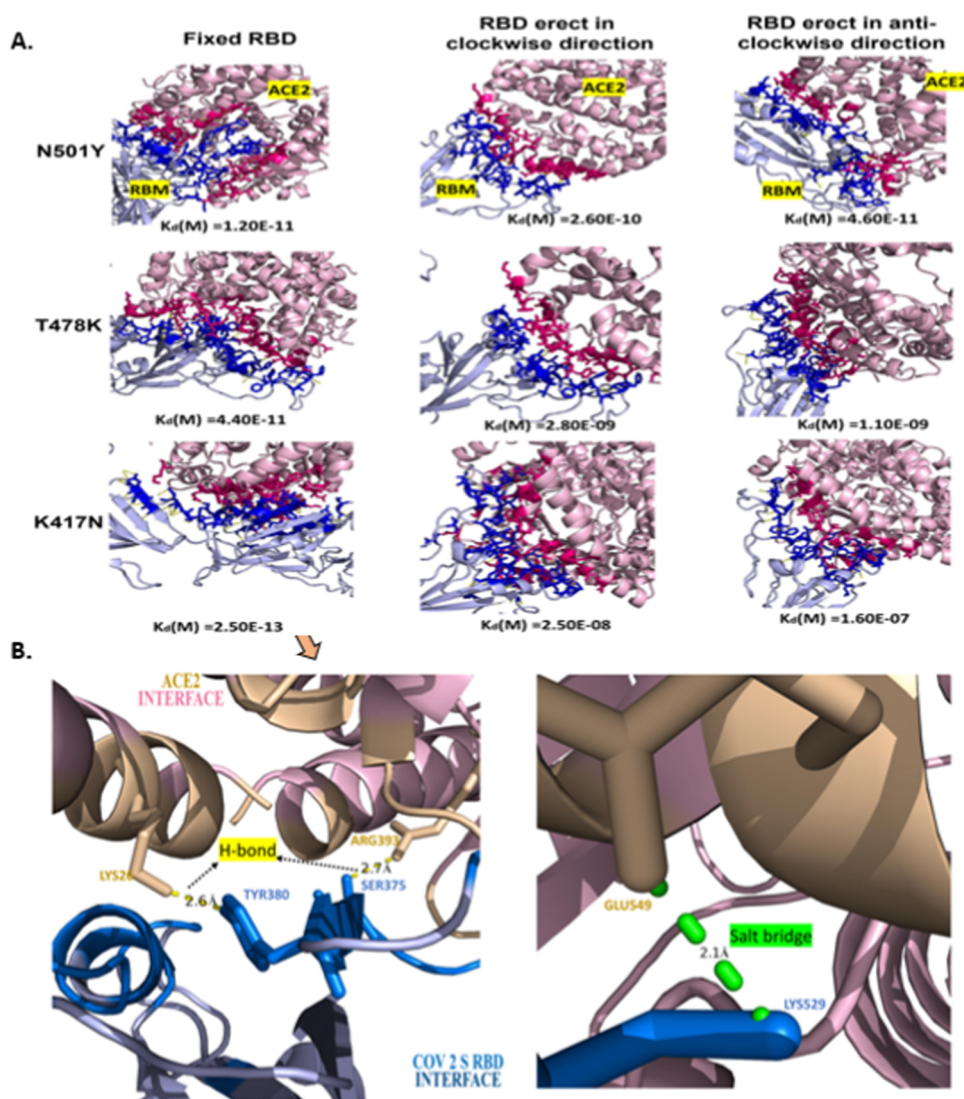 A.
Fixed RBD
RBD erect in
clockwise direction
RBD erect in anti-
clockwise direction
N501Y
ACE2
RBM
Kd(M) =1.20E-11
ACE2
RBM
Kd(M) =2.60E-10
ACE2
RBM
Kd(M) =4.60E-11
T478K
Kd(M) =4.40E-11
Kd(M) =2.80E-09
Kd(M) =1.10E-09
K417N
Kd(M) =2.50E-13
Kd(M) =2.50E-08
Kd(M) =1.60E-07
B.
ACE2
INTERFACE
H-bond
ARG393
2.7Å
SER375
LYS26
2.6Å
TYR380
COV 2 S RBD
INTERFACE
GLU549
Salt bridge
2.1Å
LYS529